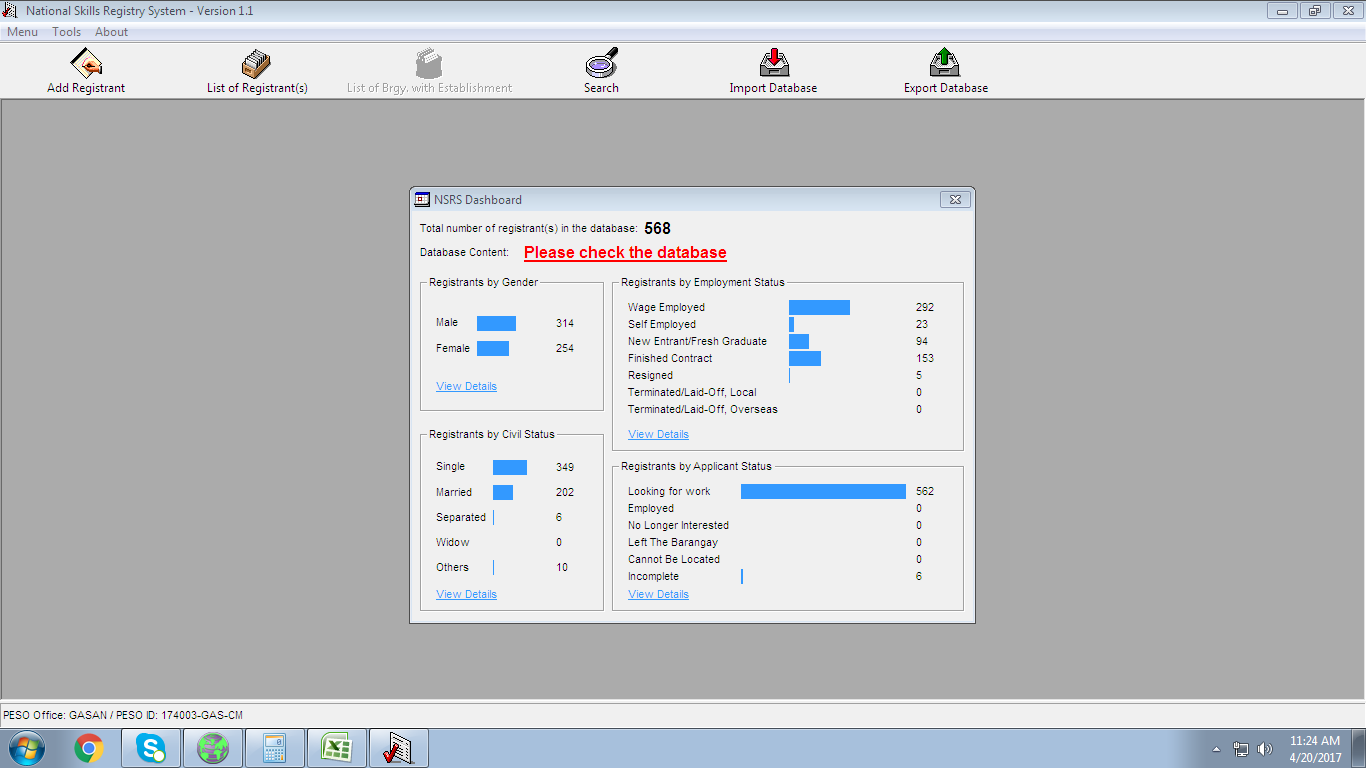 National Skills Registry System - Version 1.1
Menu Tools About
Add Registrant List of Registrant(s) List of Brgy. with Establishment Search Import Database Export Database
NSRS Dashboard
Total number of registrant(s) in the database: 568
Database Content: Please check the database
Registrants by Gender
Male 314
Female 254
View Details
Registrants by Employment Status
Wage Employed 292
Self Employed 23
New Entrant/Fresh Graduate 94
Finished Contract 153
Resigned 5
Terminated/Laid-Off, Local 0
Terminated/Laid-Off, Overseas 0
View Details
Registrants by Civil Status
Single 349
Married 202
Separated 6
Widow 0
Others 10
View Details
Registrants by Applicant Status
Looking for work 562
Employed 0
No Longer Interested 0
Left The Barangay 0
Cannot Be Located 0
Incomplete 6
View Details
PESO Office: GASAN / PESO ID: 174003-GAS-CM
11:24 AM
4/20/2017